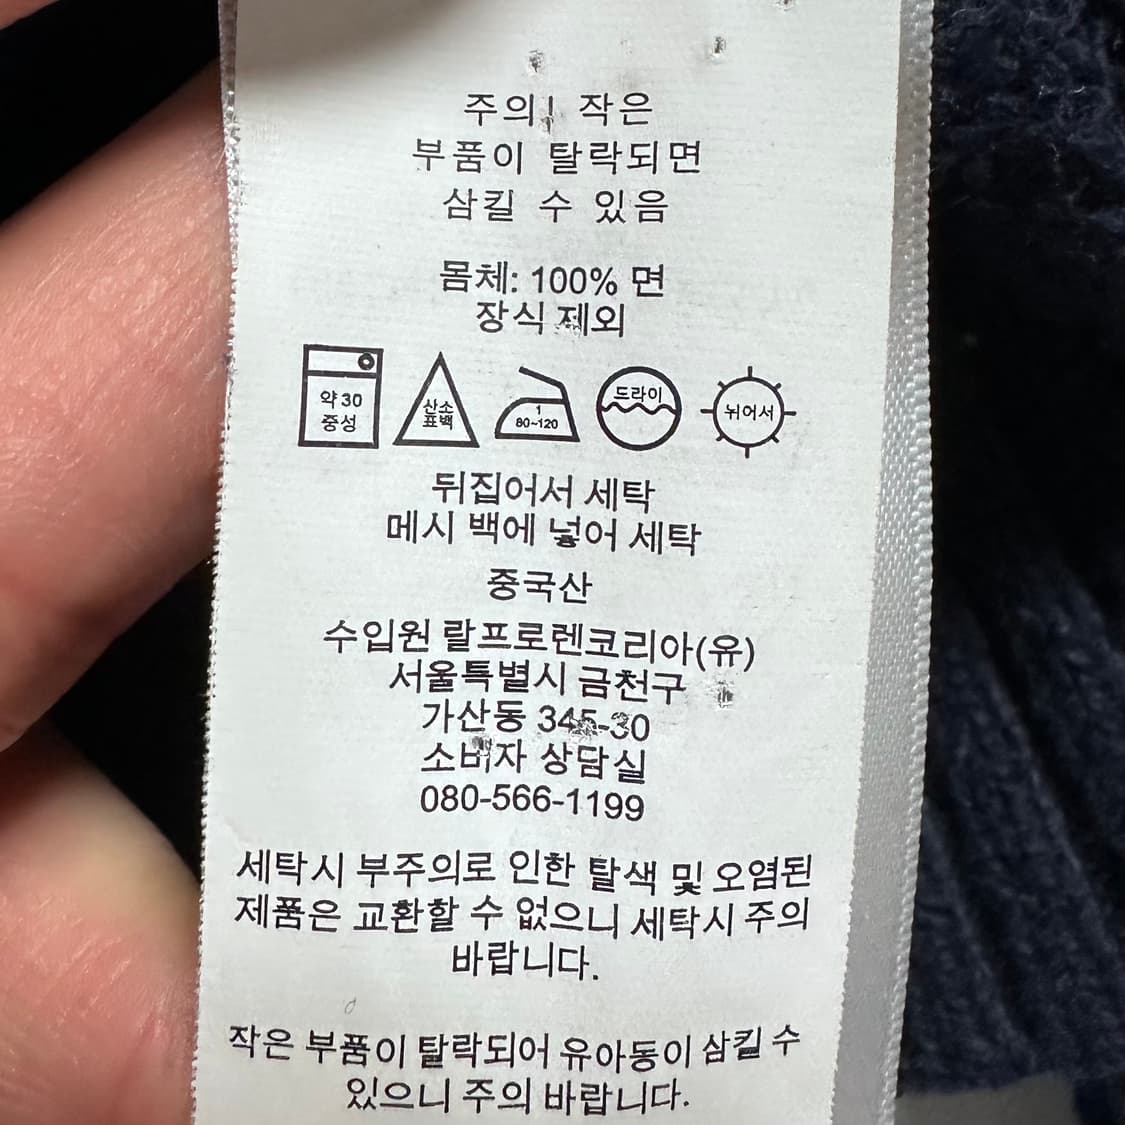 주의! 작은
부품이 탈락되면
삼킬 수 있음
몸체: 100% 면
장식 제외
약 30
중성
산소
표백
1
80~120
드라이
뉘어서
뒤집어서 세탁
메시 백에 넣어 세탁
중국산
수입원 랄프로렌코리아(유)
서울특별시 금천구
가산동 345-30
소비자 상담실
080-566-1199
세탁시 부주의로 인한 탈색 및 오염된
제품은 교환할 수 없으니 세탁시 주의
바랍니다.
작은 부품이 탈락되어 유아동이 삼킬 수
있으니 주의 바랍니다.